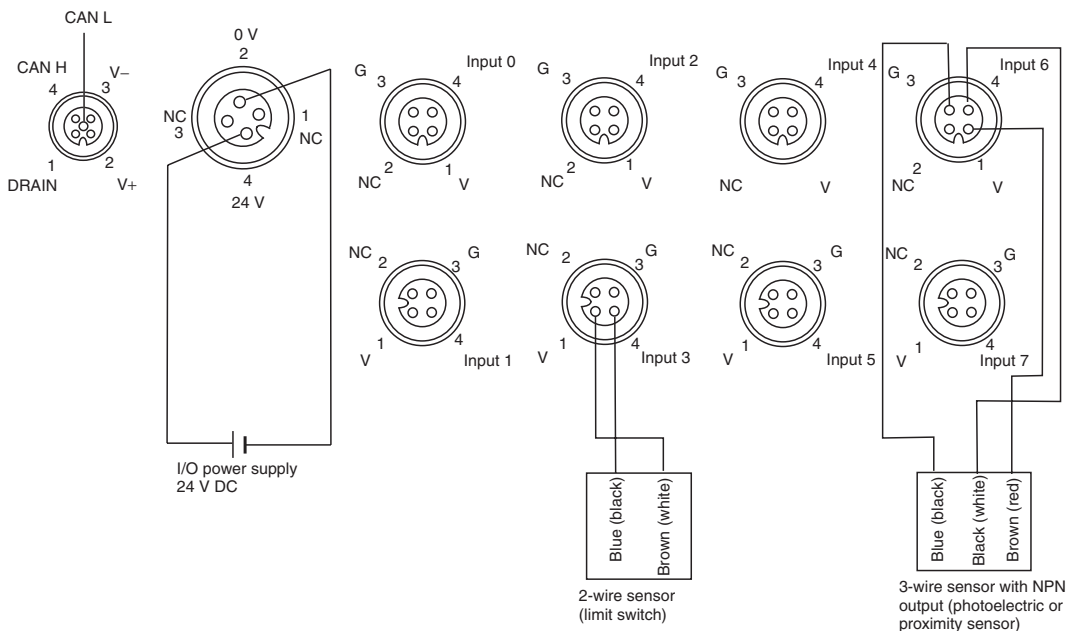 CAN L
CAN H
V–
4
3
1
2
DRAIN
V+
0 V
2
NC
3
1
NC
4
24 V
G
3
4
Input 0
NC
2
1
V
G
3
4
Input 2
NC
2
1
V
G
3
4
Input 4
NC
V
G
3
4
Input 6
NC
2
1
V
NC
2
3
G
1
V
4
Input 1
NC
2
3
G
1
V
4
Input 3
NC
2
3
G
1
V
4
Input 5
NC
2
3
G
1
V
4
Input 7
I/O power supply
24 V DC
Blue (black)
Brown (white)
2-wire sensor
(limit switch)
Blue (black)
Black (white)
Brown (red)
3-wire sensor with NPN
output (photoelectric or
proximity sensor)